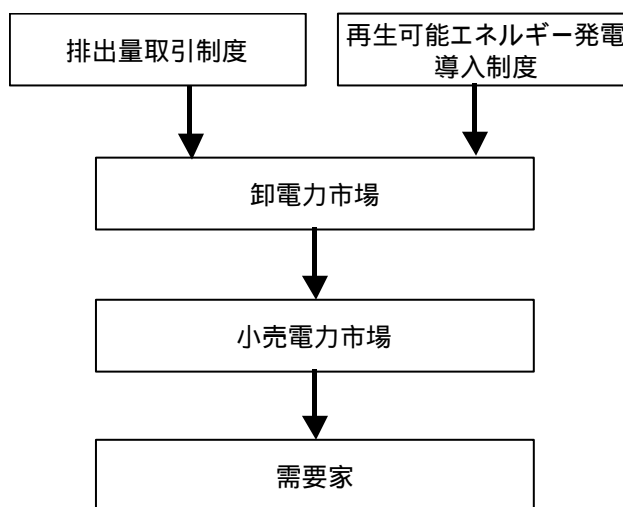 排出量取引制度
再生可能エネルギー発電
導入制度
卸電力市場
小売電力市場
需要家